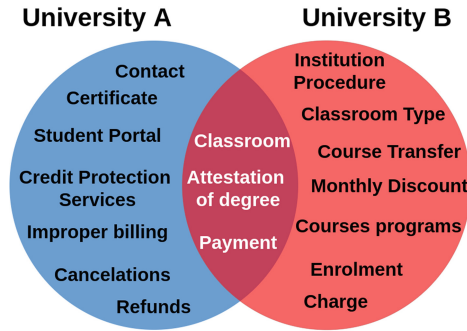 University A
University B
Contact
Certificate
Student Portal
Credit Protection
Services
Improper billing
Cancelations
Refunds
Classroom
Attestation
of degree
Payment
Institution
Procedure
Classroom Type
Course Transfer
Monthly Discount
Courses programs
Enrolment
Charge